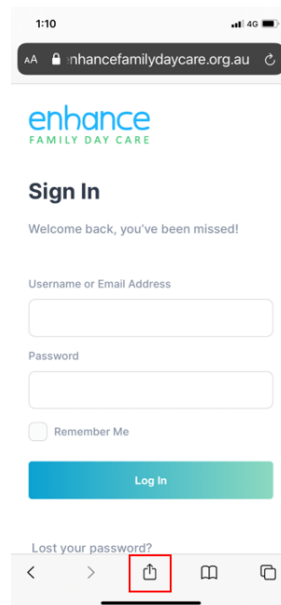 1:10
4G
AA nhancefamilydaycare.org.au
enhance
FAMILY DAY CARE
Sign In
Welcome back, you've been missed!
Username or Email Address
Password
Remember Me
Log In
Lost your password?